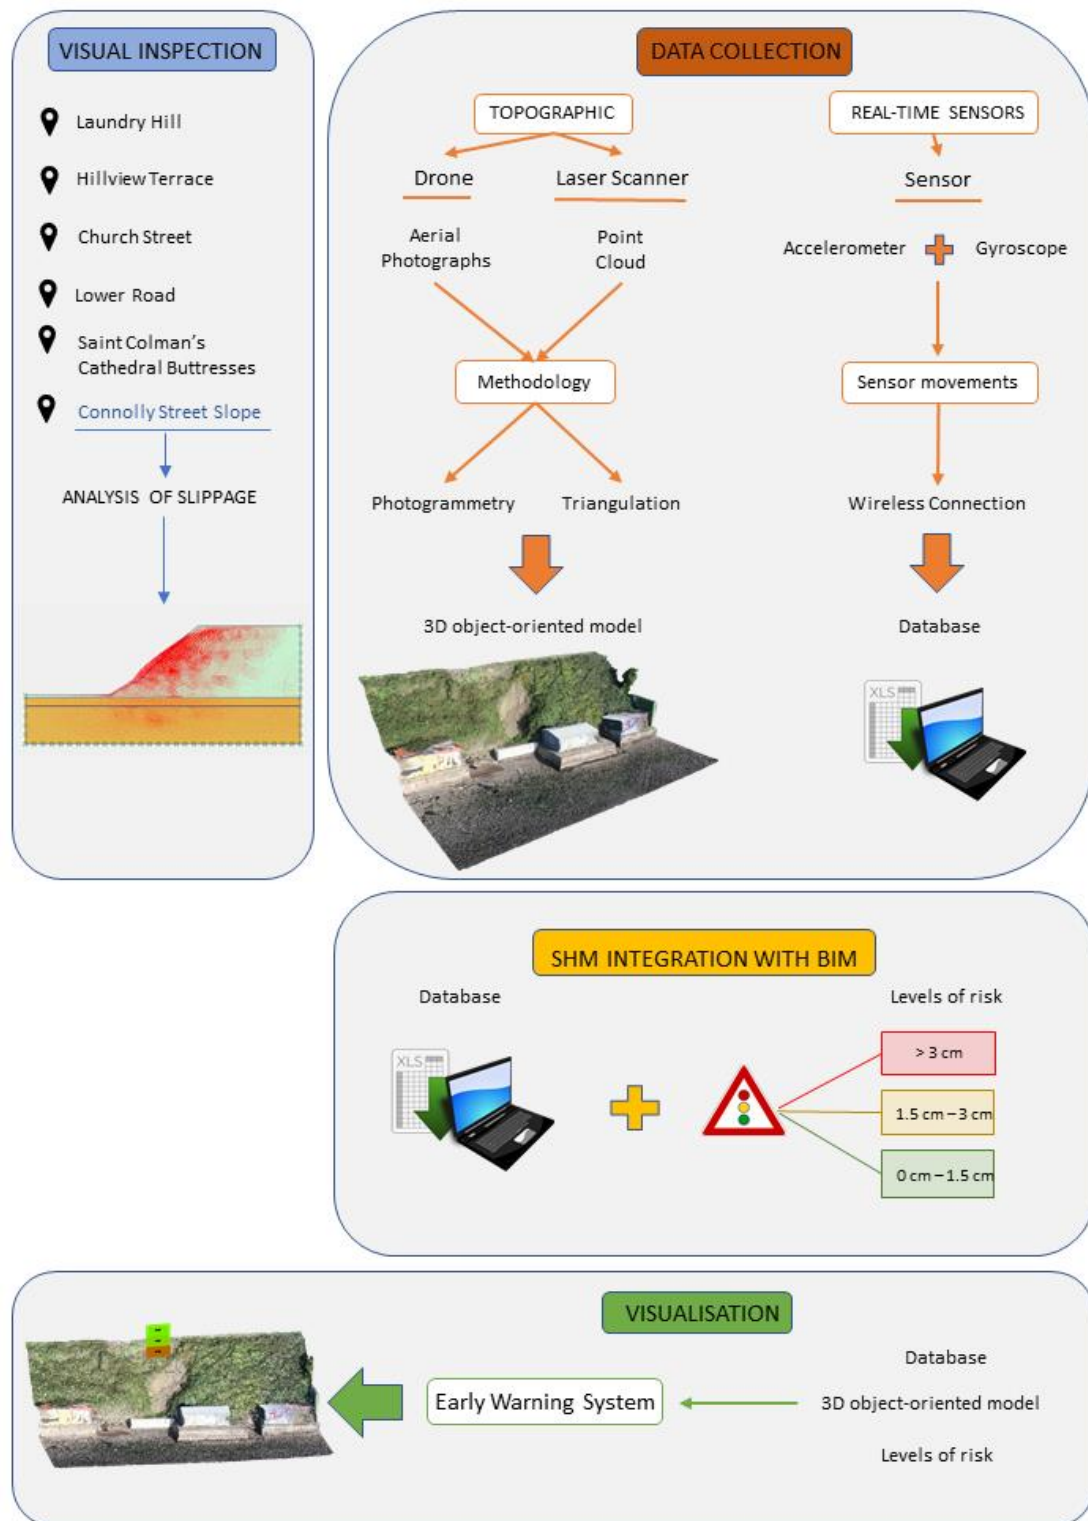 VISUAL INSPECTION
Laundry Hill
Hillview Terrace
Church Street
Lower Road
Saint Colman's
Cathedral Buttresses
Connolly Street Slope
ANALYSIS OF SLIPPAGE
DATA COLLECTION
TOPOGRAPHIC
Drone
Laser Scanner
Aerial
Photographs
Point
Cloud
Methodology
Photogrammetry
Triangulation
3D object-oriented model
REAL-TIME SENSORS
Sensor
Accelerometer
Gyroscope
Sensor movements
Wireless Connection
Database
XLS
SHM INTEGRATION WITH BIM
Database
XLS
Levels of risk
> 3 cm
1.5 cm – 3 cm
0 cm – 1.5 cm
VISUALISATION
Early Warning System
Database
3D object-oriented model
Levels of risk